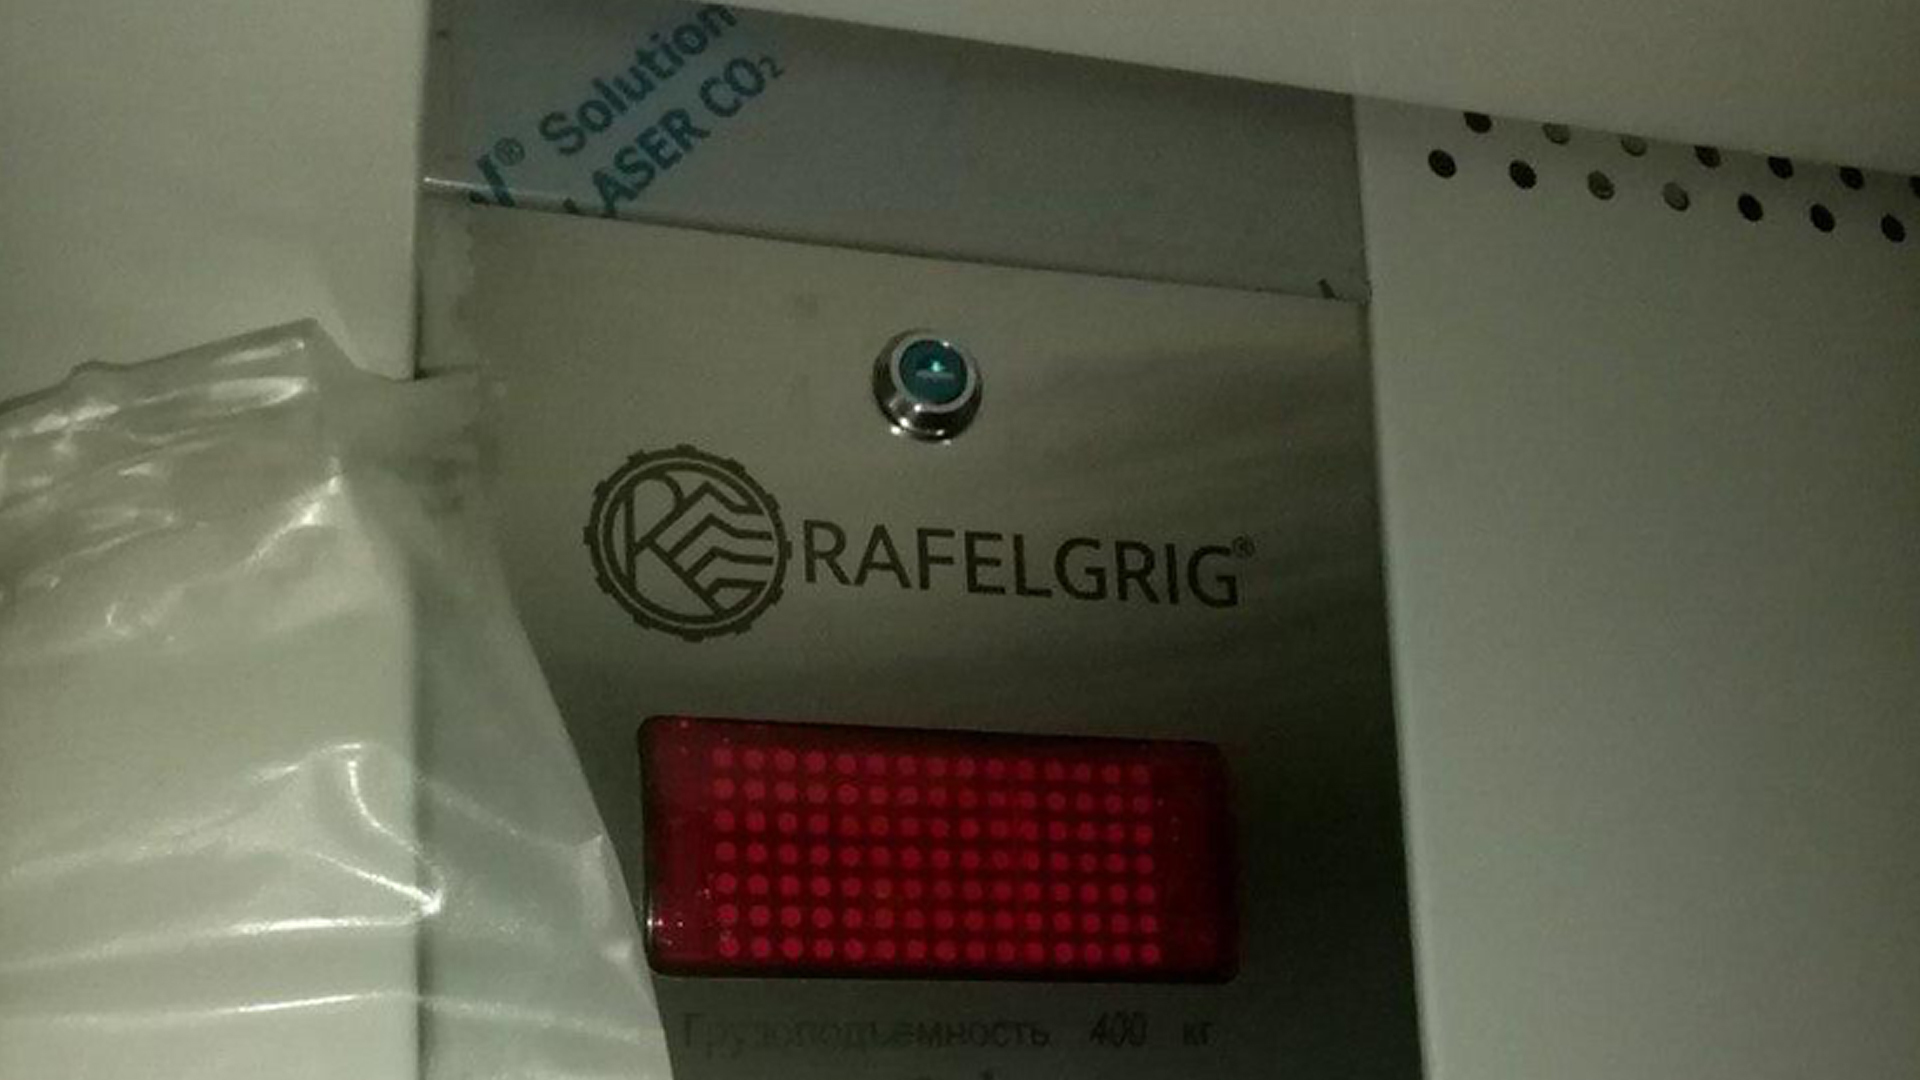 ® Solution
LASER CO₂
RAFELGRIG®
Грузоподъемность 400 кг